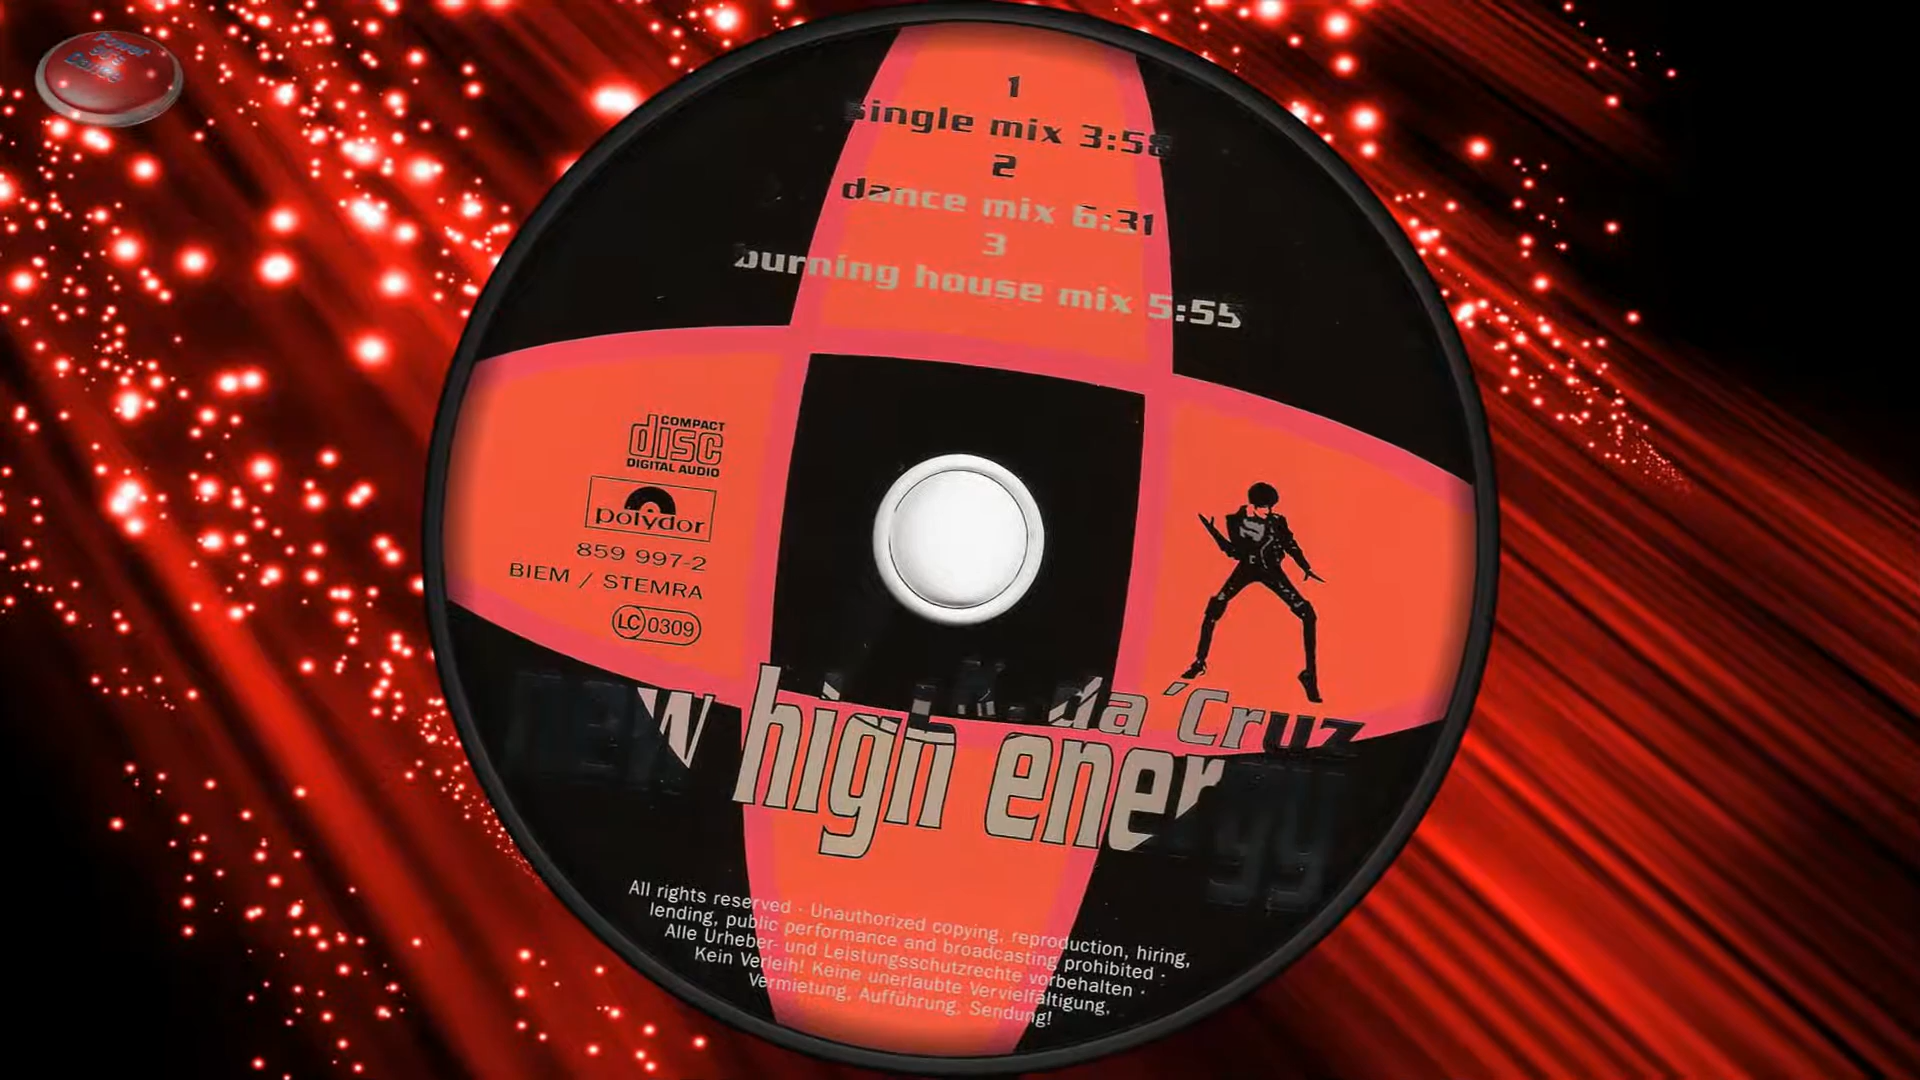 Power
90's
Dance
1
single mix 3:58
2
dance mix 6:31
3
burning house mix 5:55
COMPACT
disc
DIGITAL AUDIO
polydor
859 997-2
BIEM / STEMRA
LC 0309
da´Cruz
new high energy
All rights reserved · Unauthorized copying, reproduction, hiring,
lending, public performance and broadcasting prohibited ·
Alle Urheber- und Leistungsschutzrechte vorbehalten ·
Kein Verleih! Keine unerlaubte Vervielfältigung,
Vermietung, Aufführung, Sendung!